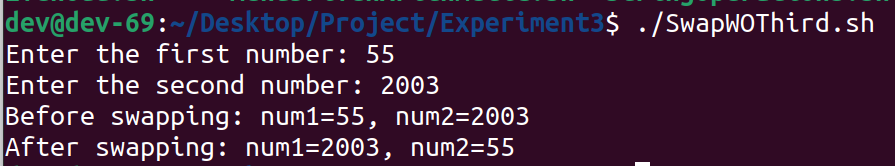 dev@dev-69:~/Desktop/Project/Experiment3$ ./SwapWOThird.sh
Enter the first number: 55
Enter the second number: 2003
Before swapping: num1=55, num2=2003
After swapping: num1=2003, num2=55